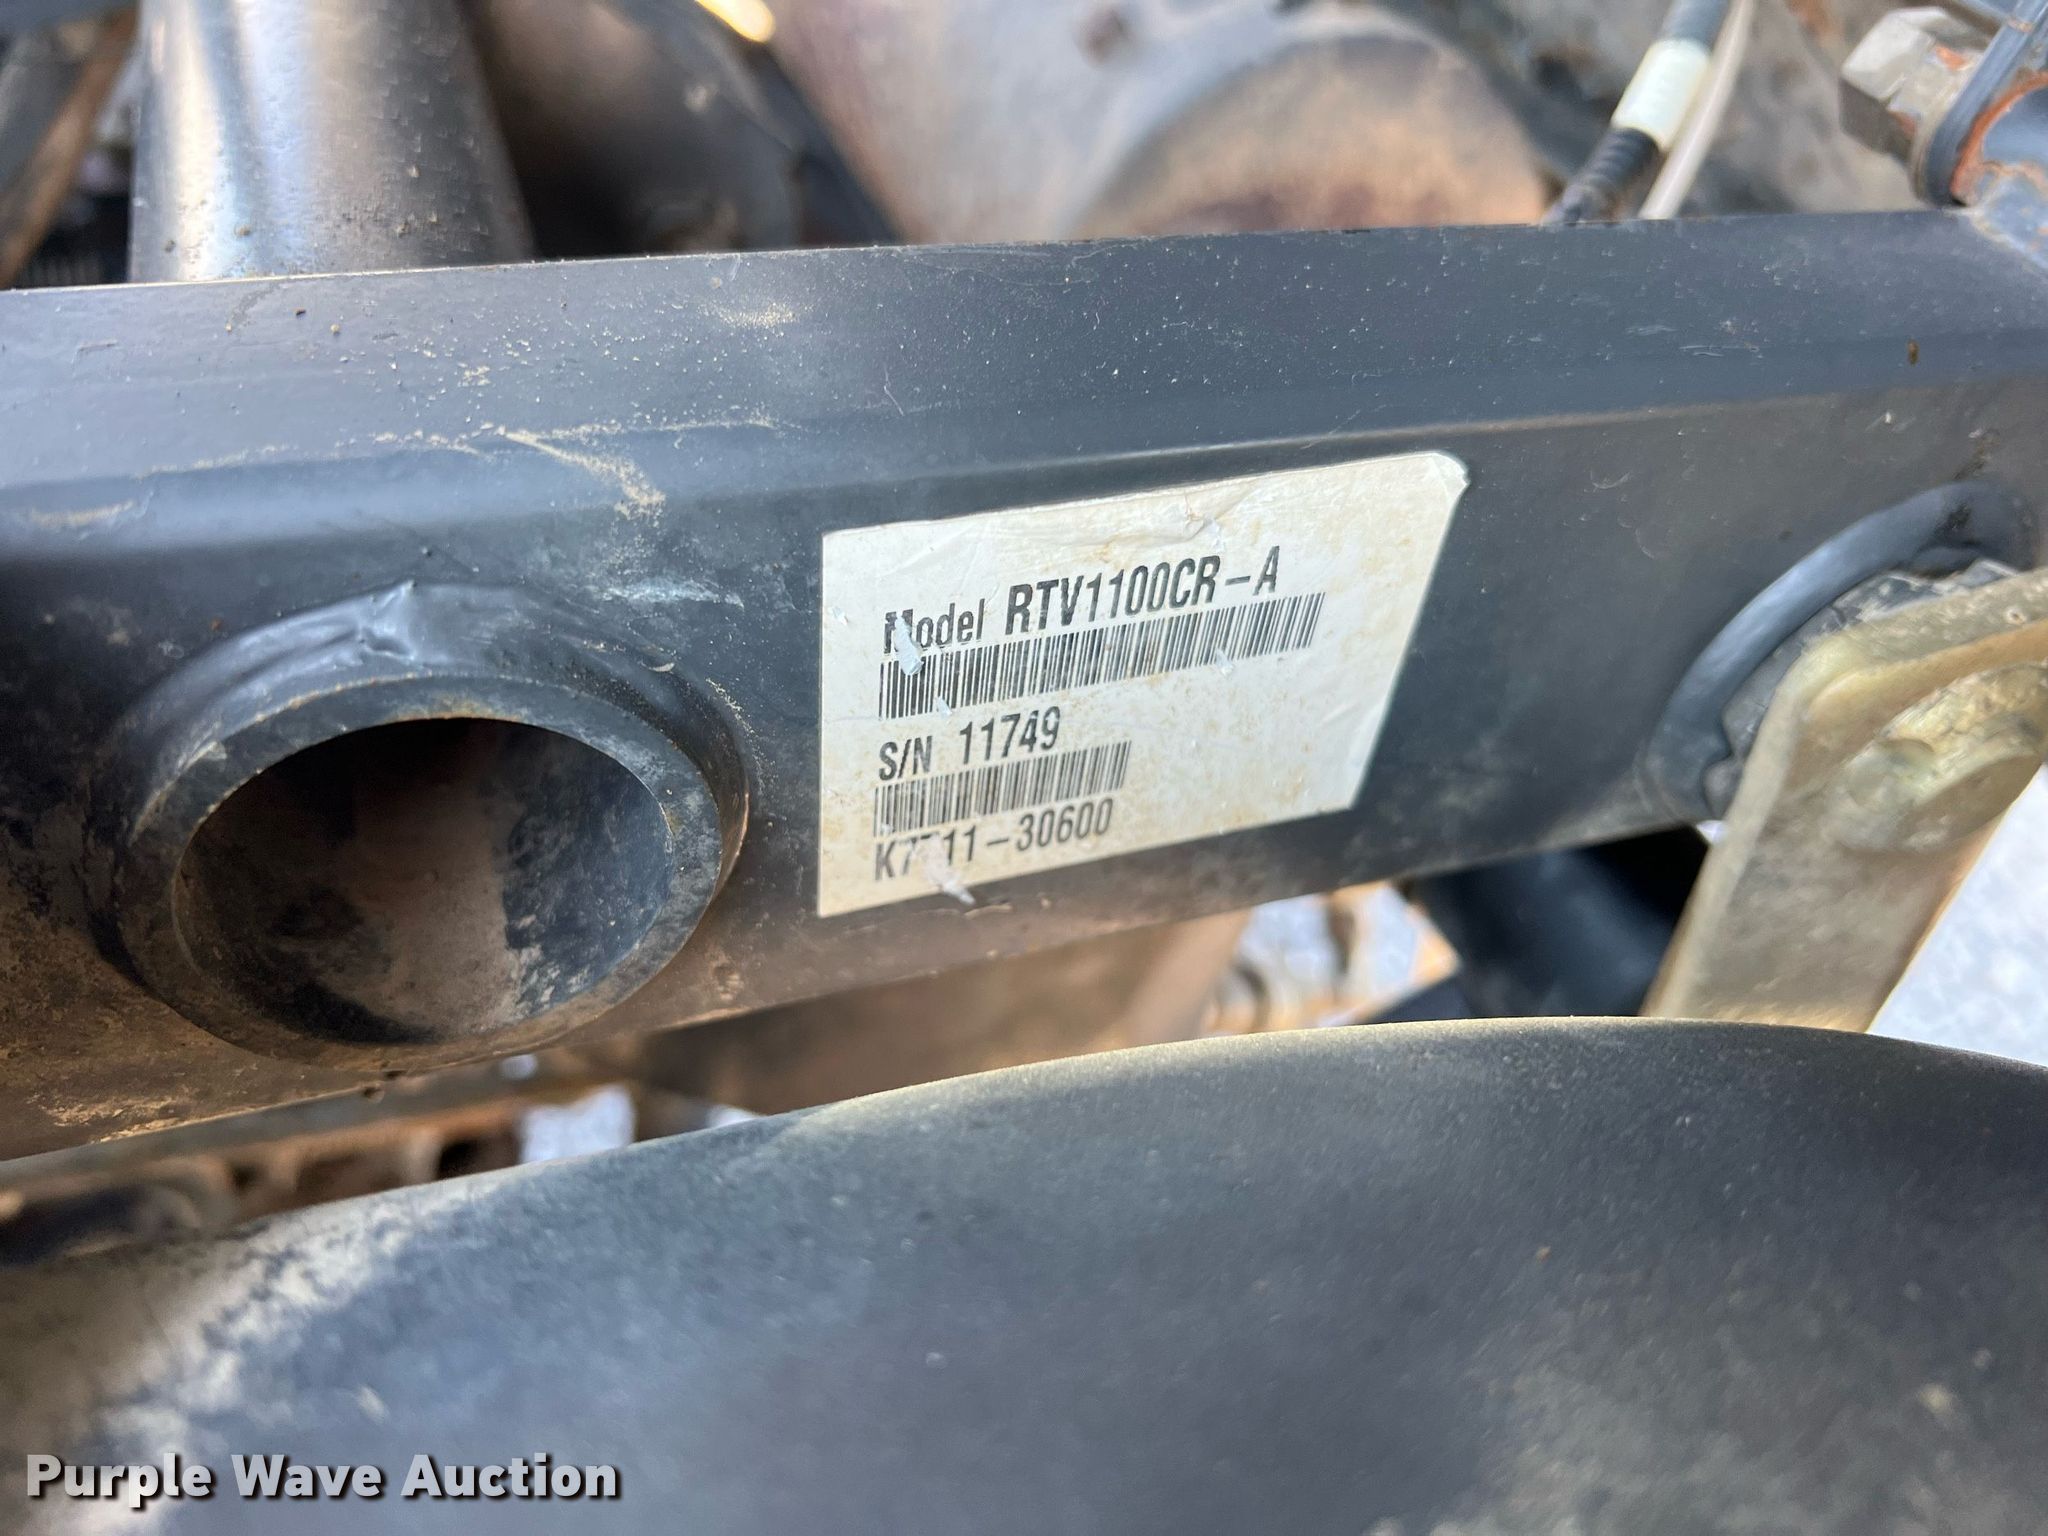 Model RTV1100CR-A
S/N 11749
Purple Wave Auction